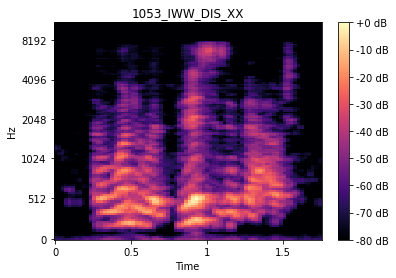 1053_IWW_DIS_XX
8192
4096
2048
1024
512
0
Hz
0
0.5
1
1.5
Time
+0 dB
-10 dB
-20 dB
-30 dB
-40 dB
-50 dB
-60 dB
-70 dB
-80 dB